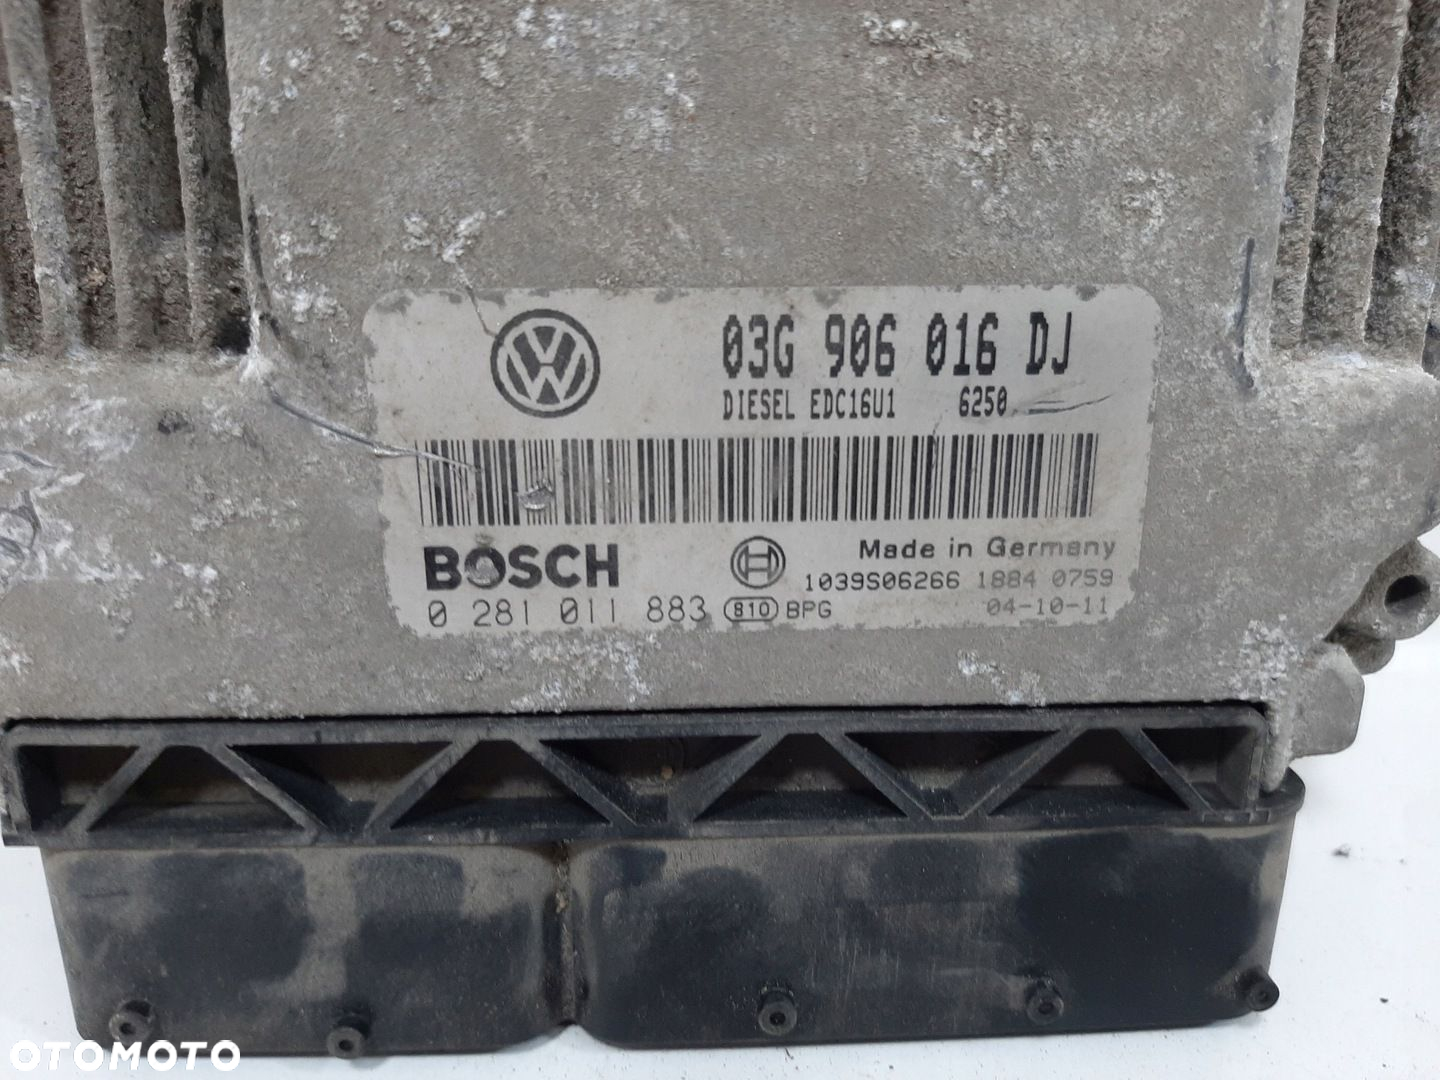 03G 906 016 DJ
DIESEL EDC16U1 6250
BOSCH
Made in Germany
1039S06266 1884 0759
0 281 011 883 810 BPG 04-10-11
OTOMOTO